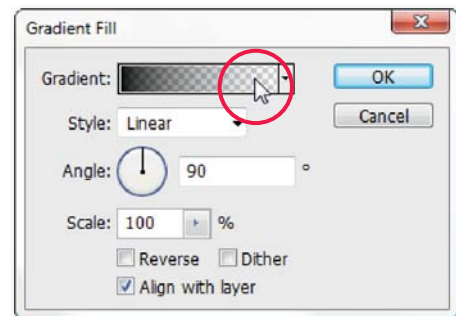 Gradient Fill
Gradient:
OK
Style: Linear
Cancel
Angle: 90 °
Scale: 100 %
Reverse Dither
Align with layer